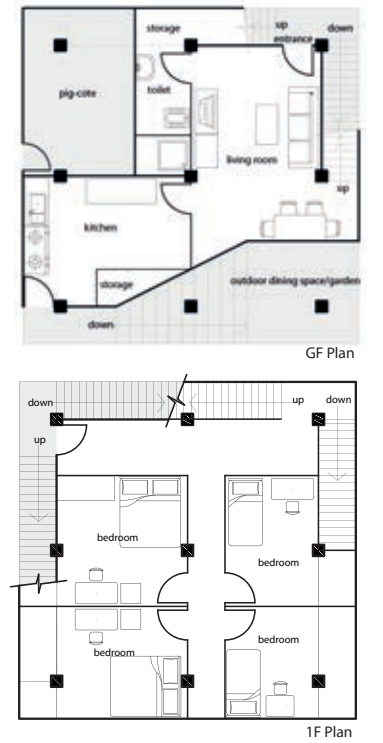 storage
up
entrance
down
pig-cote
toilet
living room
up
kitchen
storage
outdoor dining space/garden
down
GF Plan
down
up
down
up
bedroom
bedroom
bedroom
bedroom
1F Plan